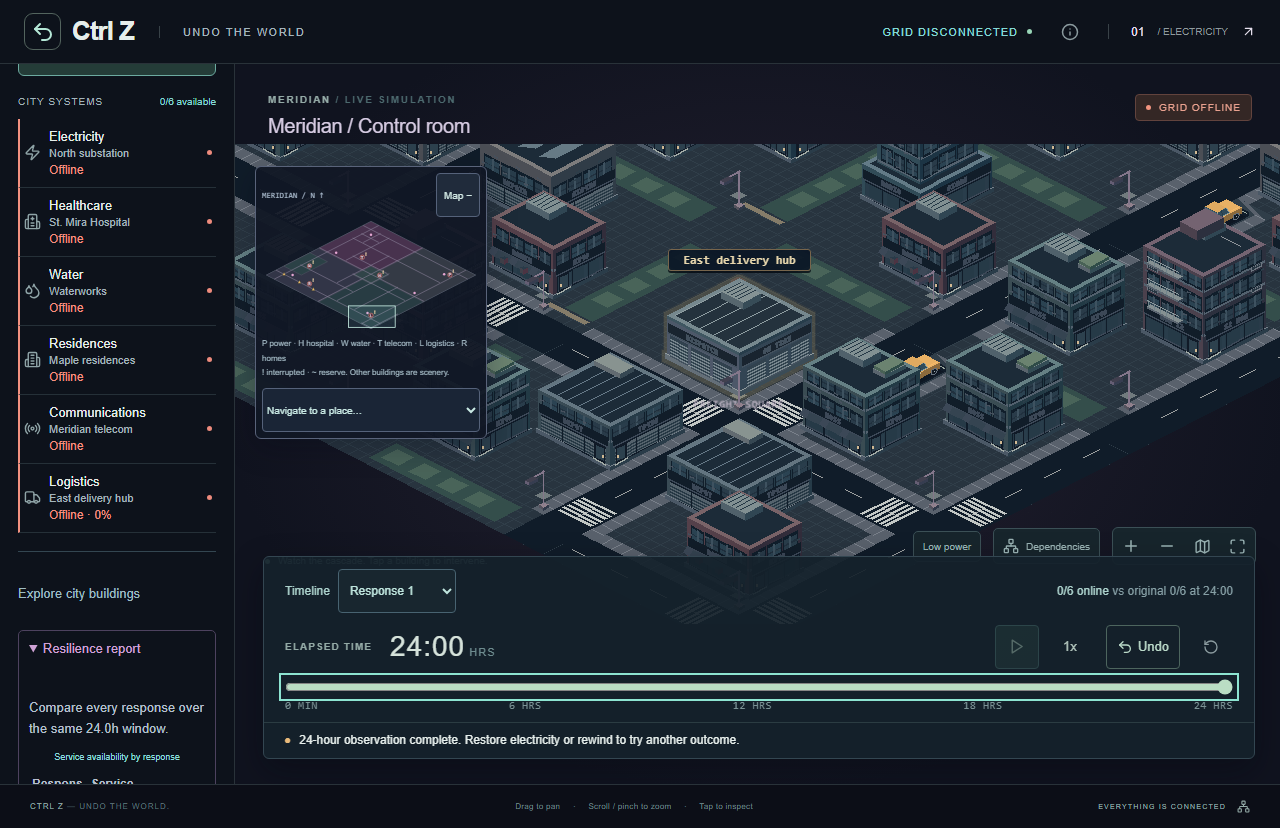 Ctrl Z
UNDO THE WORLD
GRID DISCONNECTED
01 / ELECTRICITY
CITY SYSTEMS
0/6 available
Electricity
North substation
Offline
Healthcare
St. Mira Hospital
Offline
Water
Waterworks
Offline
Residences
Maple residences
Offline
Communications
Meridian telecom
Offline
Logistics
East delivery hub
Offline · 0%
Explore city buildings
▼ Resilience report
Compare every response over
the same 24.0h window.
Service availability by response
Respons Service
MERIDIAN / LIVE SIMULATION
Meridian / Control room
GRID OFFLINE
MERIDIAN / N ↑
Map −
P power · H hospital · W water · T telecom · L logistics · R
homes
! interrupted · ~ reserve. Other buildings are scenery.
Navigate to a place...
East delivery hub
Low power
Dependencies
Timeline
Response 1
0/6 online vs original 0/6 at 24:00
ELAPSED TIME
24:00 HRS
1x
Undo
0 MIN
6 HRS
12 HRS
18 HRS
24 HRS
24-hour observation complete. Restore electricity or rewind to try another outcome.
CTRL Z — UNDO THE WORLD.
Drag to pan · Scroll / pinch to zoom · Tap to inspect
EVERYTHING IS CONNECTED